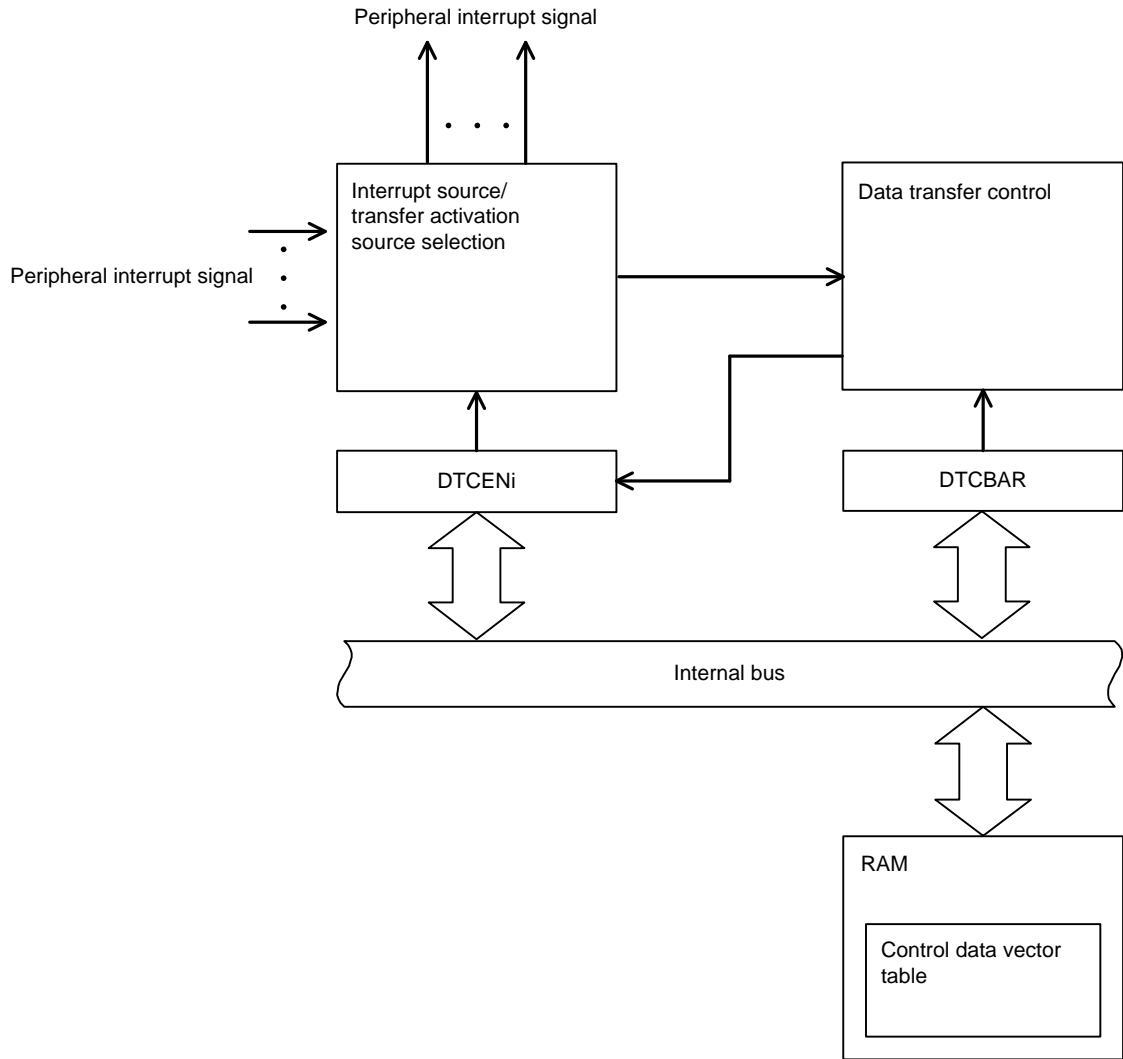 Peripheral interrupt signal
Interrupt source/
transfer activation
source selection
Data transfer control
Peripheral interrupt signal
DTCENi
DTCBAR
Internal bus
RAM
Control data vector
table